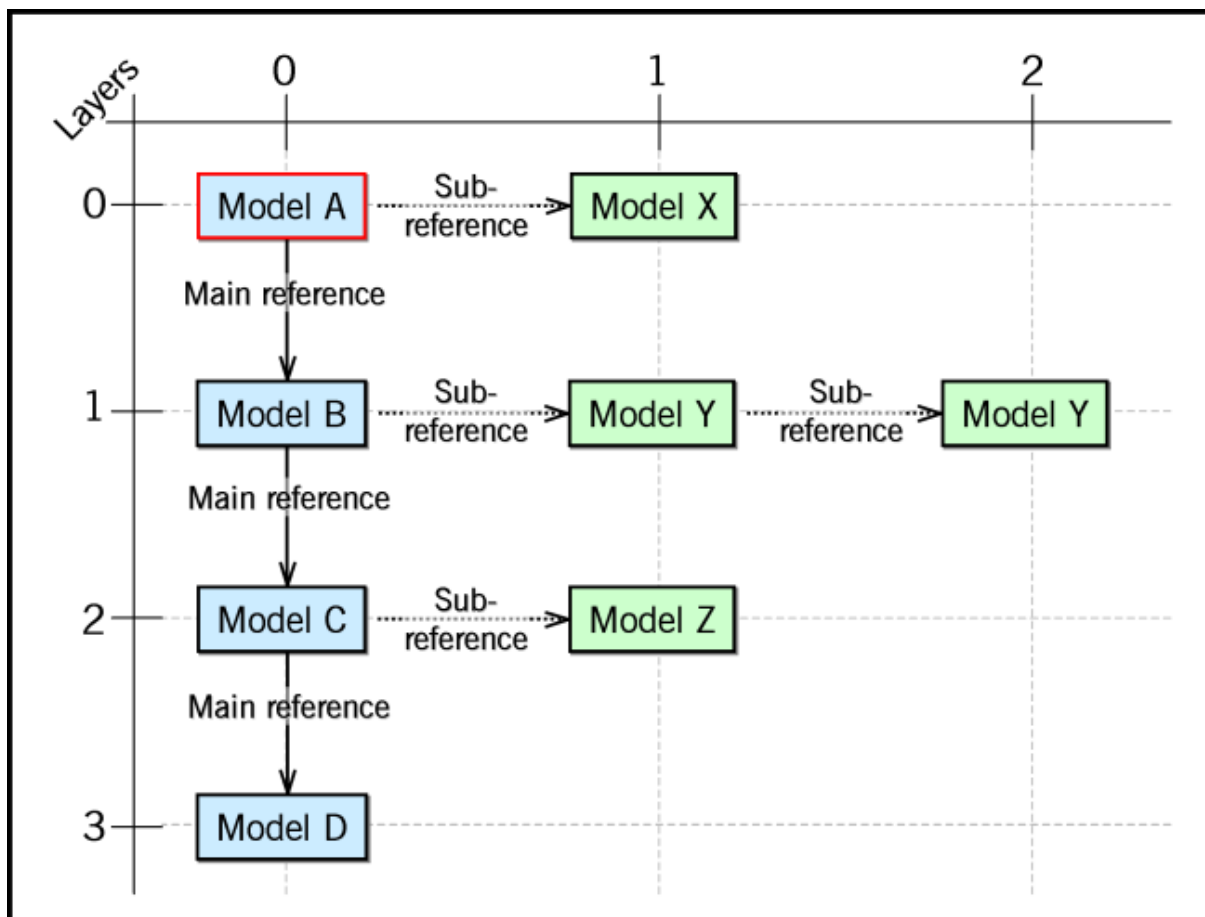 Layers
0
1
2
0
Model A
Sub-
reference
Model X
Main reference
1
Model B
Sub-
reference
Model Y
Sub-
reference
Model Y
Main reference
2
Model C
Sub-
reference
Model Z
Main reference
3
Model D